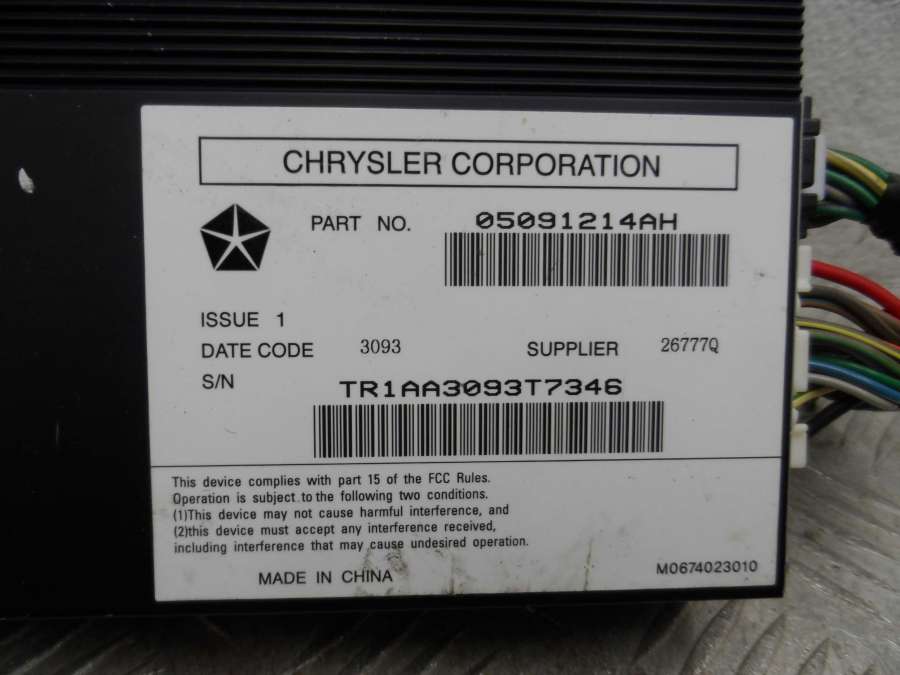 CHRYSLER CORPORATION
PART NO. 05091214AH
ISSUE 1
DATE CODE 3093 SUPPLIER 26777Q
S/N TR1AA3093T7346
This device complies with part 15 of the FCC Rules.
Operation is subject to the following two conditions.
(1)This device may not cause harmful interference, and
(2)this device must accept any interference received,
including interference that may cause undesired operation.
MADE IN CHINA M0674023010